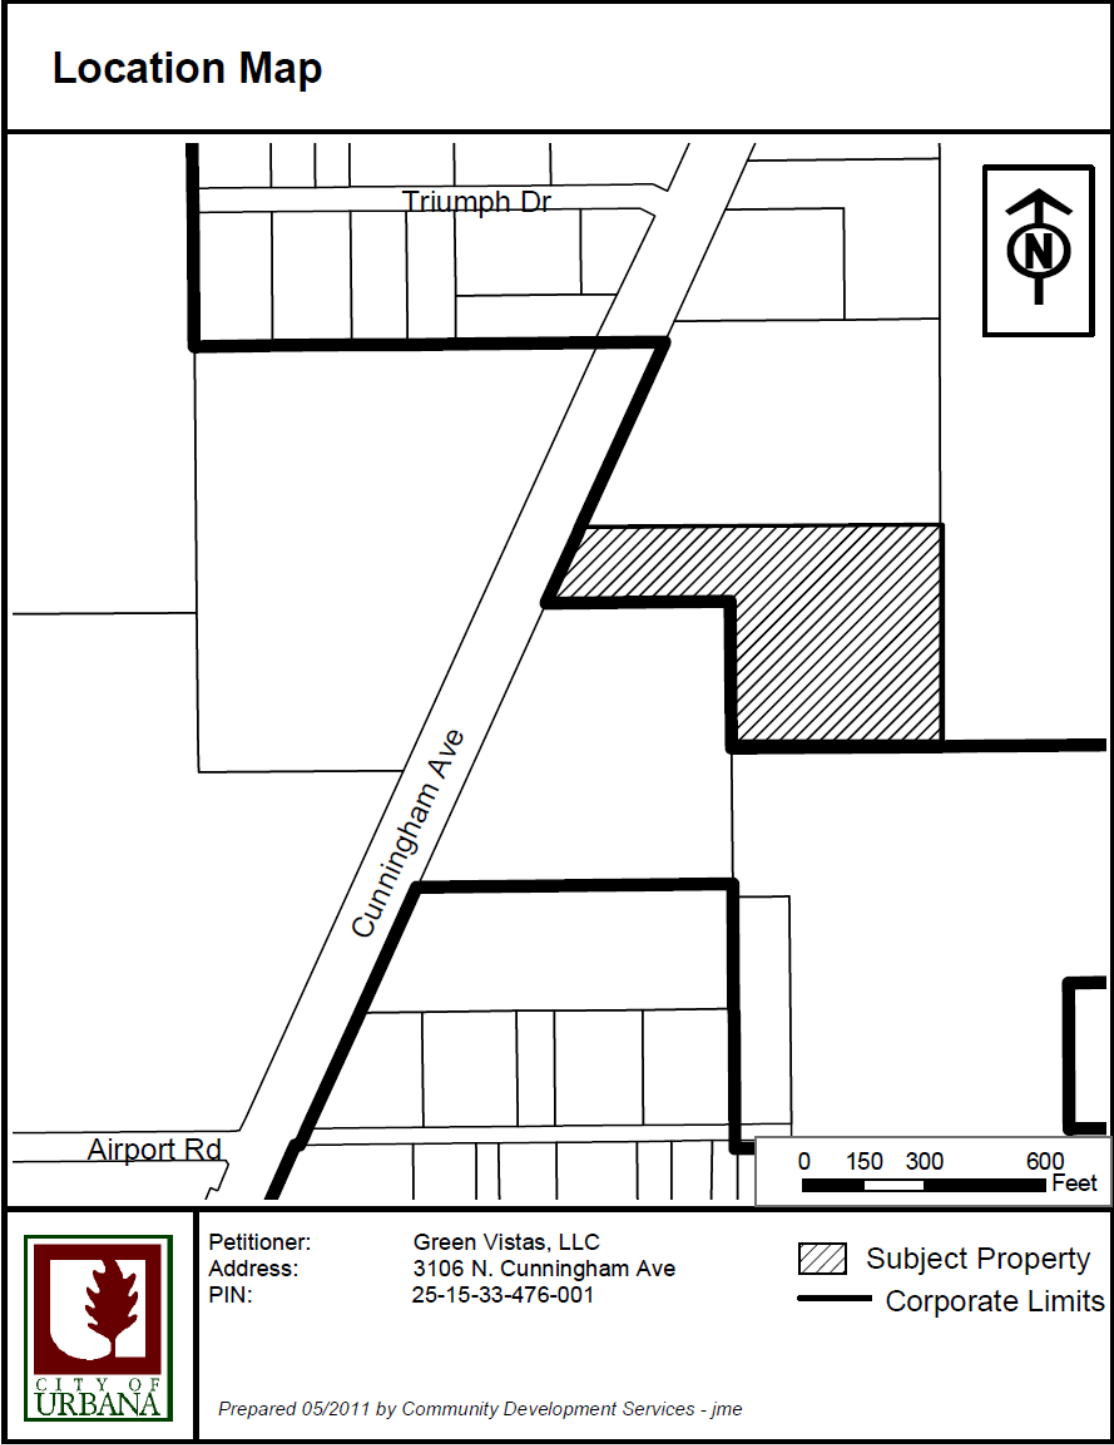 Location Map
Triumph Dr
N
Cunningham Ave
Airport Rd
0 150 300 600
Feet
Petitioner: Green Vistas, LLC
Address: 3106 N. Cunningham Ave
PIN: 25-15-33-476-001
Subject Property
Corporate Limits
CITY OF
URBANA
Prepared 05/2011 by Community Development Services - jme